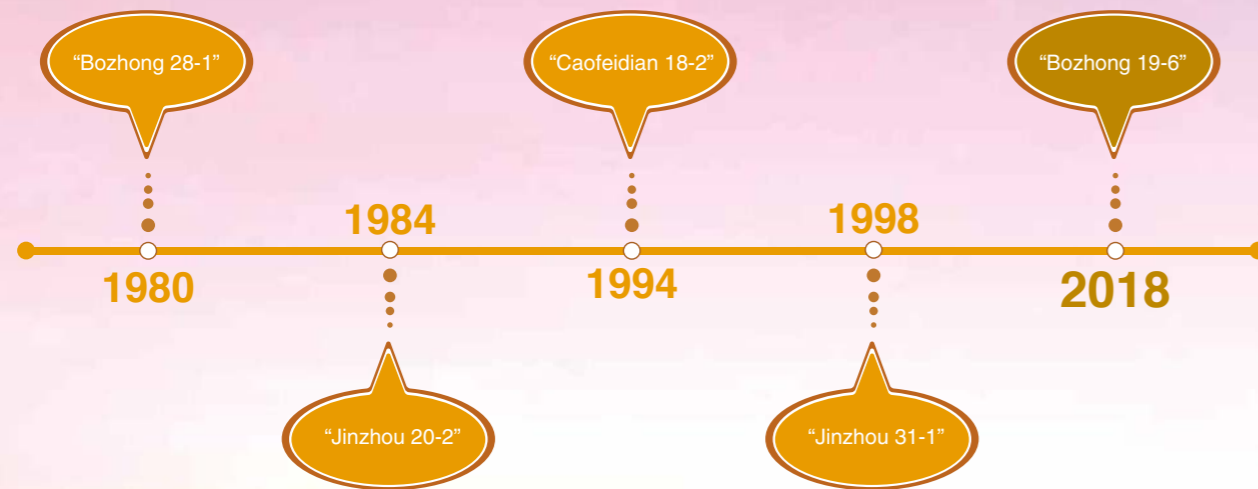 “Bozhong 28-1”
“Caofeidian 18-2”
“Bozhong 19-6”
1984
1998
1980
1994
2018
“Jinzhou 20-2”
“Jinzhou 31-1”